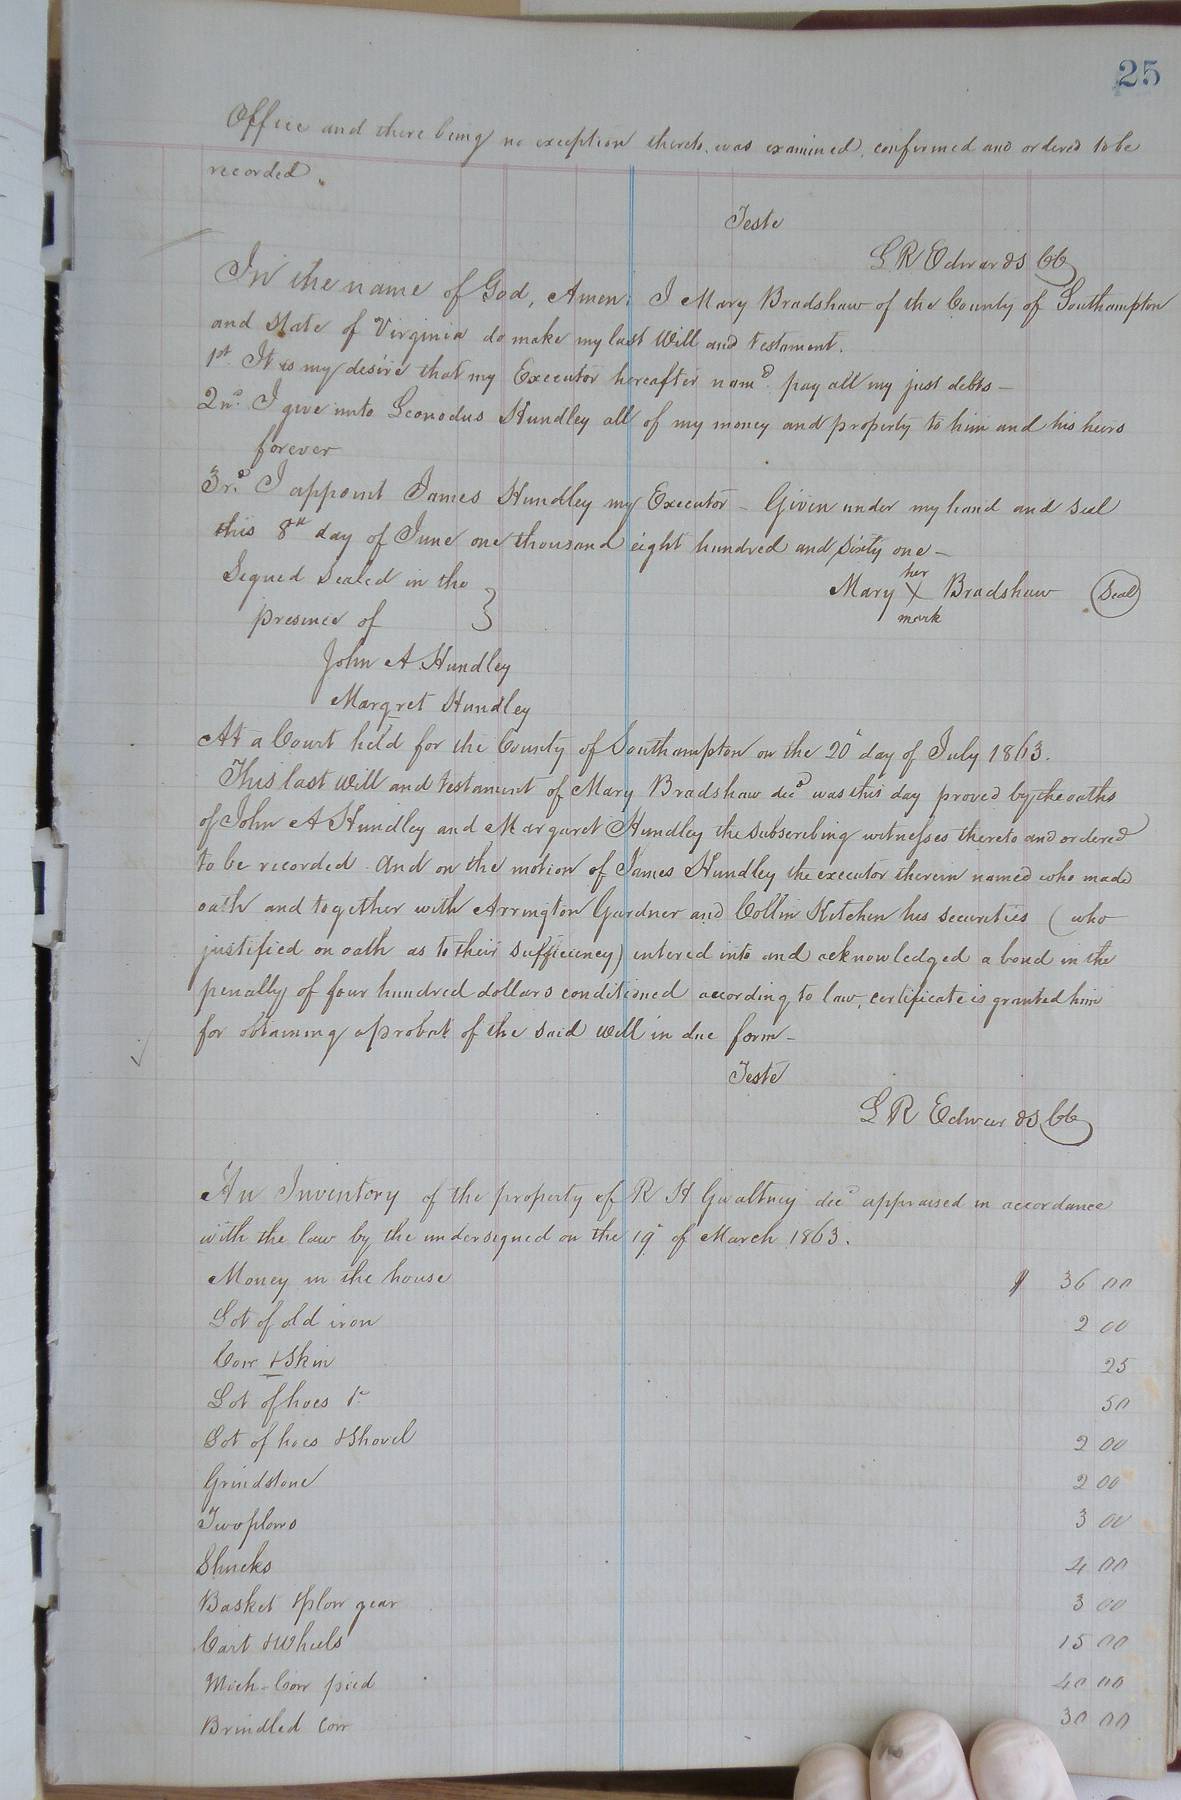 25
Office and there being no exception thereto, was examined, confirmed and ordered to be
recorded.
Teste
L R Edwards CC
In the name of God, Amen. I Mary Bradshaw of the County of Southampton
and State of Virginia do make my last Will and testament.
1st It is my desire that my Executor hereafter namd pay all my just debts —
2nd I give unto Leonodus Hundley all of my money and property to him and his heirs
forever
3rd I appoint James Hundley my Executor — Given under my hand and seal
this 8th day of June one thousand eight hundred and sixty one —
Signed Sealed in the
presence of
her
Mary X Bradshaw Seal
mark
John A Hundley
Margret Hundley
At a Court held for the County of Southampton on the 20 day of July 1863.
This last will and testament of Mary Bradshaw decd was this day proved by the oaths
of John A Hundley and Margaret Hundley the subscribing witnesses thereto and ordered
to be recorded And on the motion of James Hundley the executor therein named who made
oath and together with Arrington Gardner and Collin Kitchen his securities (who
justified on oath as to their sufficiency) entered into and acknowledged a bond in the
penalty of four hundred dollars conditioned according to law, certificate is granted him
for obtaining a probat of the said will in due form —
Teste
L R Edwards CC
An Inventory of the property of R H Gwaltney decd appraised in accordance
with the law by the undersigned on the 19 of March 1863.
Money in the house $ 36 00
Lot of old iron 2 00
Cow & Skin 25
Lot of hoes 50
Lot of hoes & Shovel 2 00
Grindstone 2 00
Two plows 3 00
Shucks 4 00
Basket & plow gear 3 00
Cart & Wheels 15 00
Cow pied 40 00
Brindled Cow 30 00